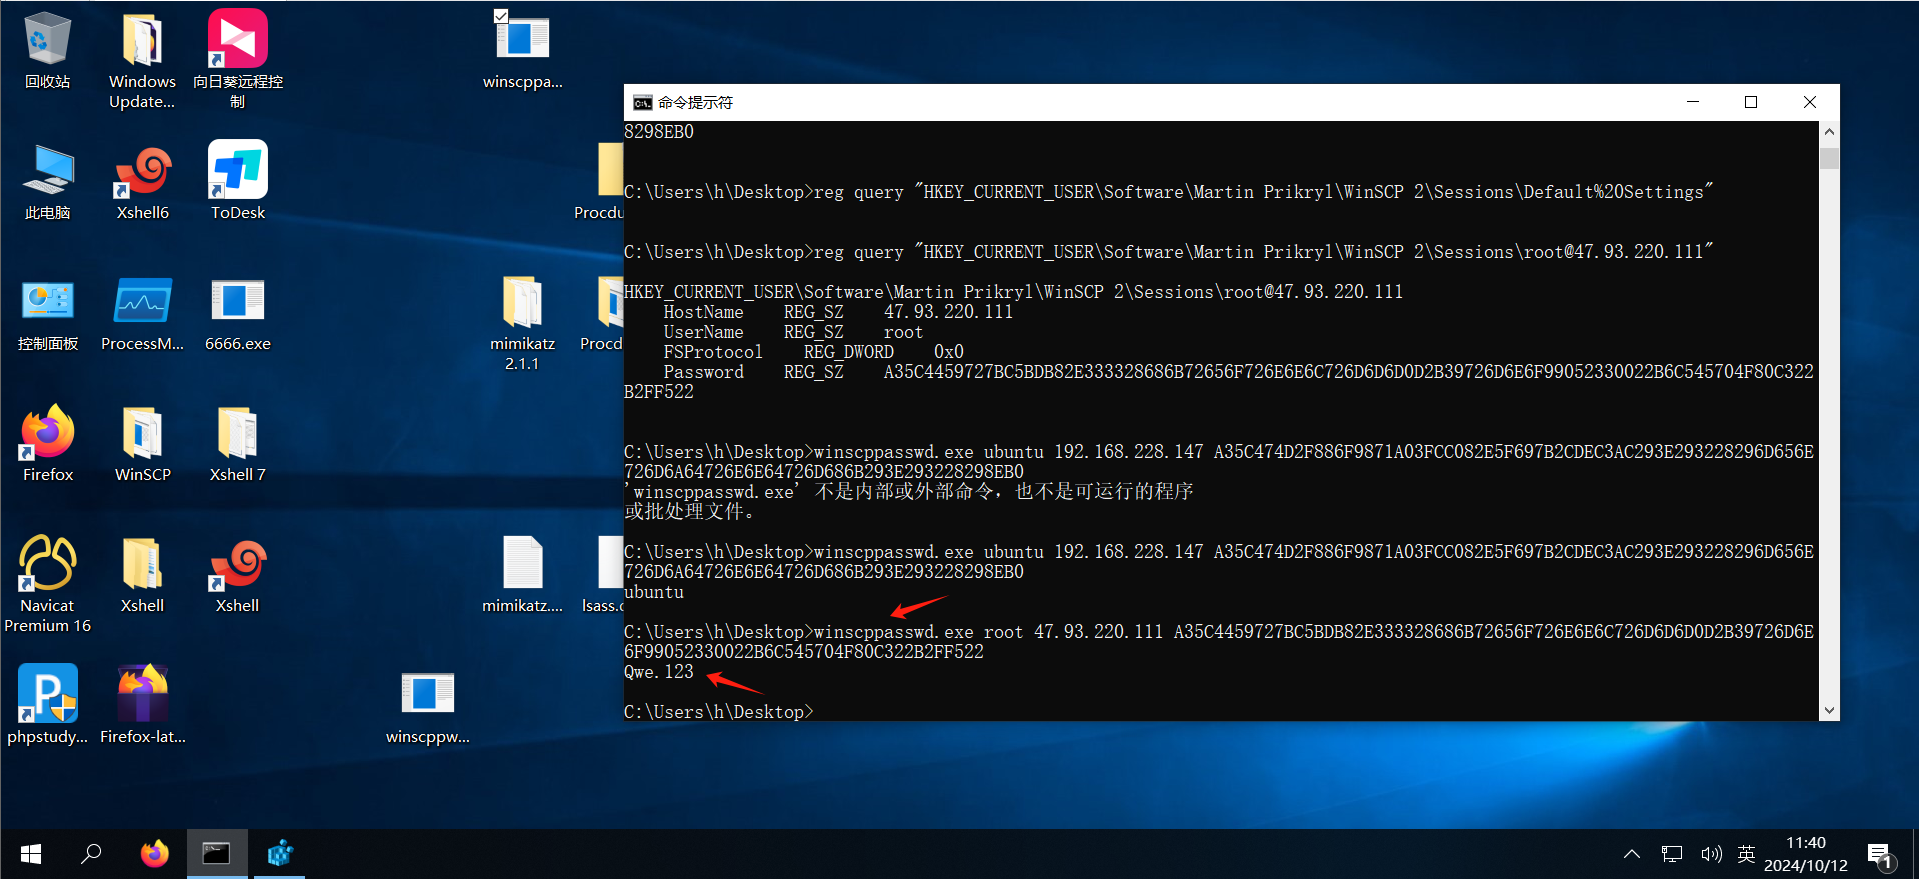 回收站
Windows
Update...
向日葵远程控
制
winscppa...
此电脑
Xshell6
ToDesk
Procdu
控制面板
ProcessM...
6666.exe
mimikatz
2.1.1
Procd
Firefox
WinSCP
Xshell 7
Navicat
Premium 16
Xshell
Xshell
mimikatz....
lsass.c
phpstudy...
Firefox-lat...
winscppw...
命令提示符
8298EB0
C:\Users\h\Desktop>reg query "HKEY_CURRENT_USER\Software\Martin Prikryl\WinSCP 2\Sessions\Default%20Settings"
C:\Users\h\Desktop>reg query "HKEY_CURRENT_USER\Software\Martin Prikryl\WinSCP 2\Sessions\root@47.93.220.111"
HKEY_CURRENT_USER\Software\Martin Prikryl\WinSCP 2\Sessions\root@47.93.220.111
HostName REG_SZ 47.93.220.111
UserName REG_SZ root
FSProtocol REG_DWORD 0x0
Password REG_SZ A35C4459727BC5BDB82E333328686B72656F726E6E6C726D6D6D0D2B39726D6E6F99052330022B6C545704F80C322
B2FF522
C:\Users\h\Desktop>winscppasswd.exe ubuntu 192.168.228.147 A35C474D2F886F9871A03FCC082E5F697B2CDEC3AC293E293228296D656E
726D6A64726E6E64726D686B293E293228298EB0
'winscppasswd.exe' 不是内部或外部命令，也不是可运行的程序
或批处理文件。
C:\Users\h\Desktop>winscppasswd.exe ubuntu 192.168.228.147 A35C474D2F886F9871A03FCC082E5F697B2CDEC3AC293E293228296D656E
726D6A64726E6E64726D686B293E293228298EB0
ubuntu
C:\Users\h\Desktop>winscppasswd.exe root 47.93.220.111 A35C4459727BC5BDB82E333328686B72656F726E6E6C726D6D6D0D2B39726D6E
6F99052330022B6C545704F80C322B2FF522
Qwe.123
C:\Users\h\Desktop>
英
11:40
2024/10/12
1